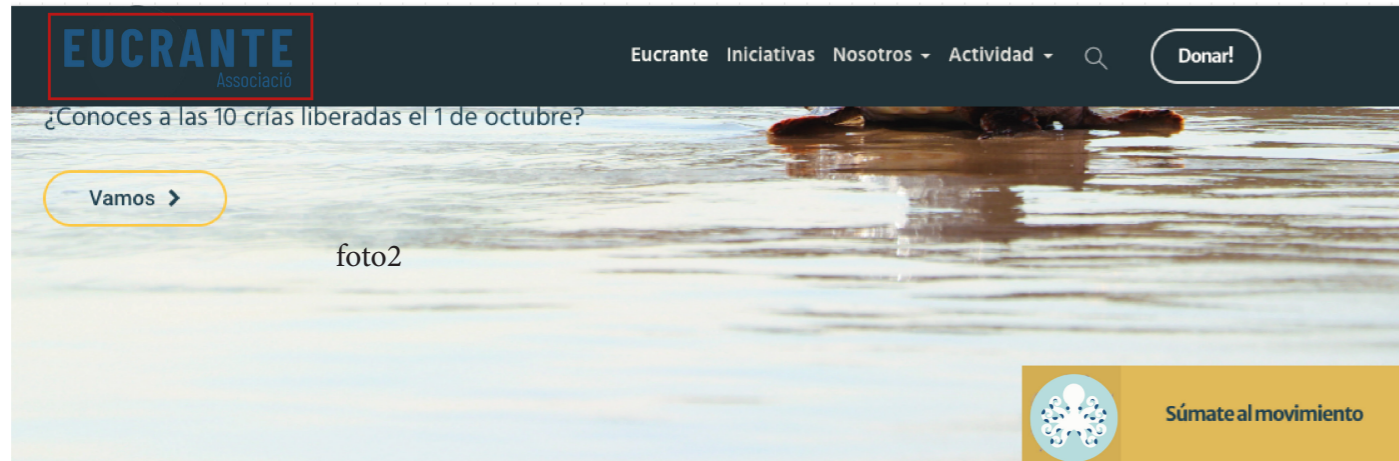 EUCRANTE
Associació
Eucrante Iniciativas Nosotros Actividad Donar!
¿Conoces a las 10 crías liberadas el 1 de octubre?
Vamos
foto2
Súmate al movimiento